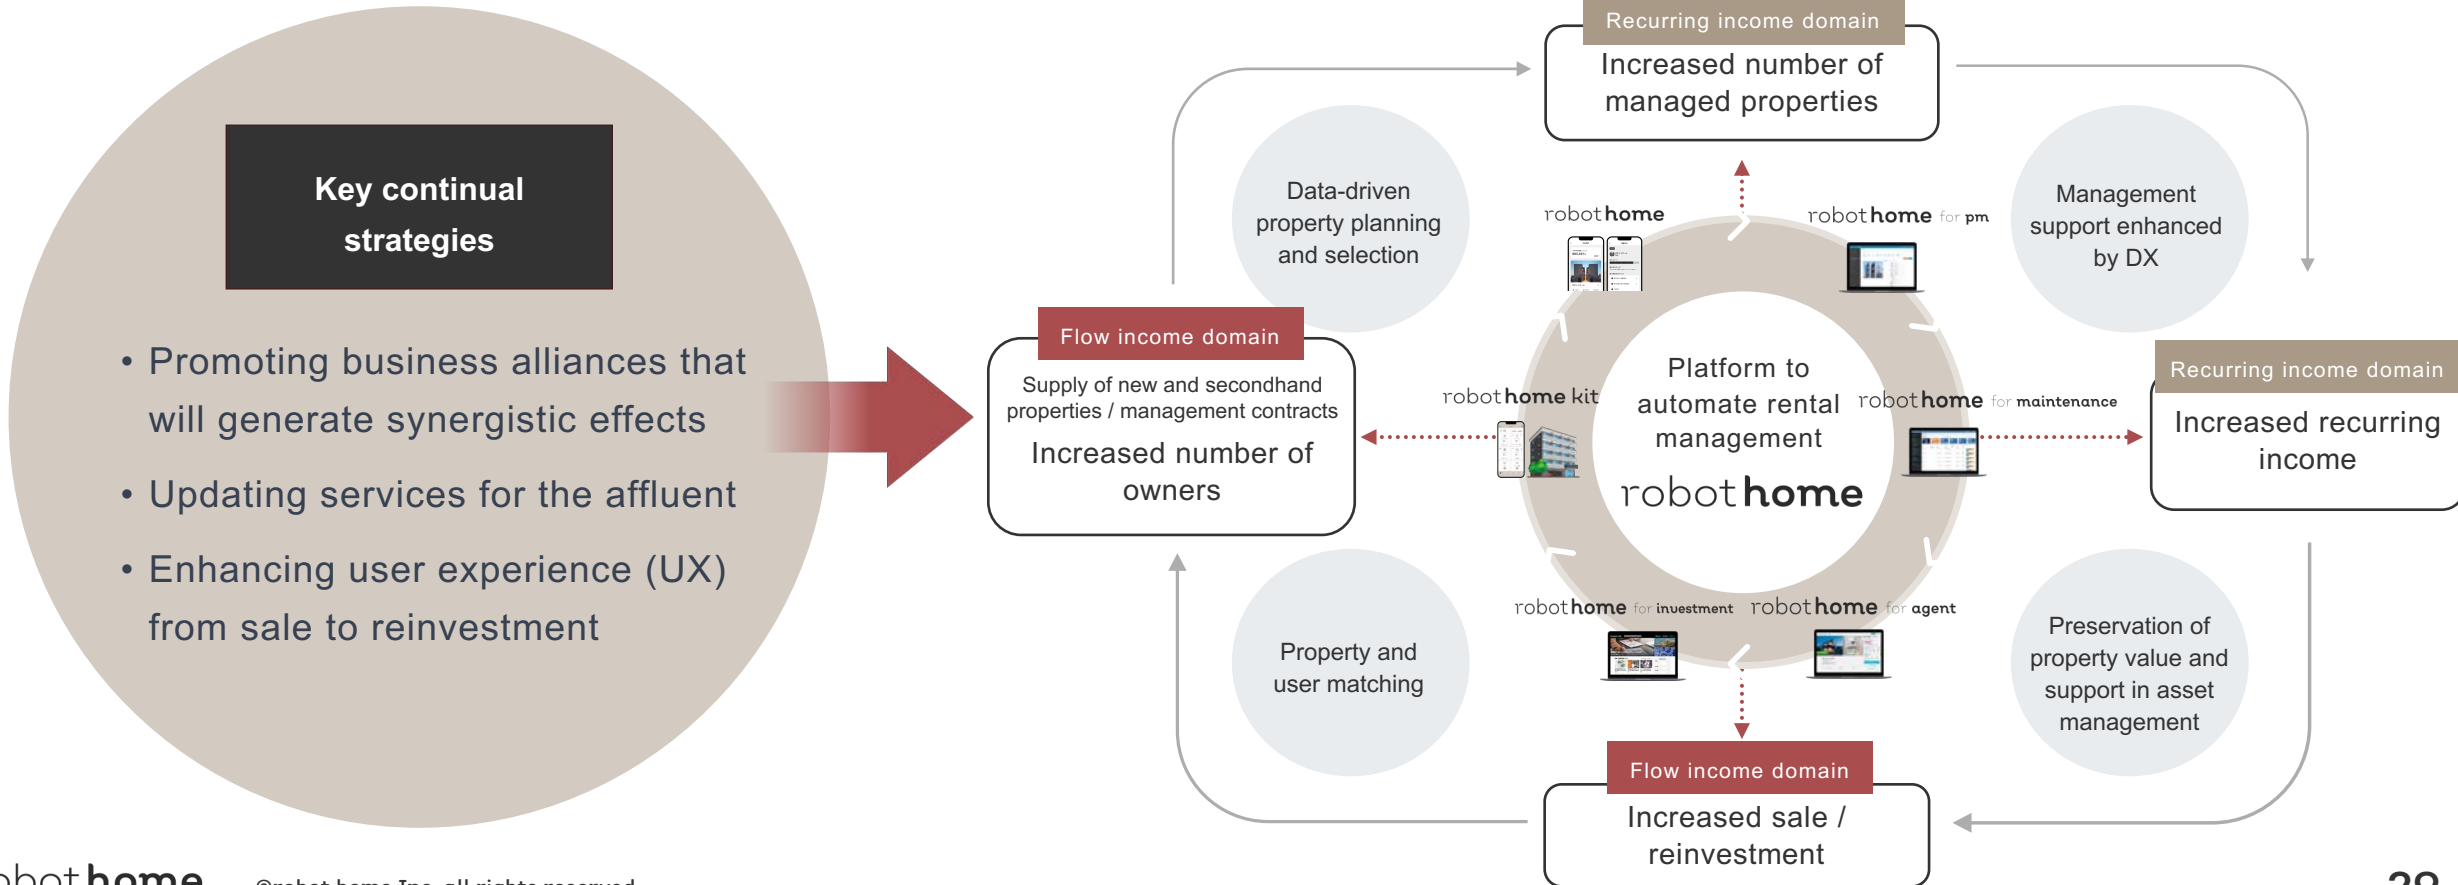 Key continual
strategies
• Promoting business alliances that
will generate synergistic effects
• Updating services for the affluent
• Enhancing user experience (UX)
from sale to reinvestment
Recurring income domain
Increased number of
managed properties
Data-driven
property planning
and selection
Management
support enhanced
by DX
robot home
robot home for pm
Flow income domain
Supply of new and secondhand
properties / management contracts
Increased number of
owners
robot home kit
Platform to
automate rental
management
robot home
robot home for maintenance
Recurring income domain
Increased recurring
income
robot home for investment
robot home for agent
Property and
user matching
Preservation of
property value and
support in asset
management
Flow income domain
Increased sale /
reinvestment